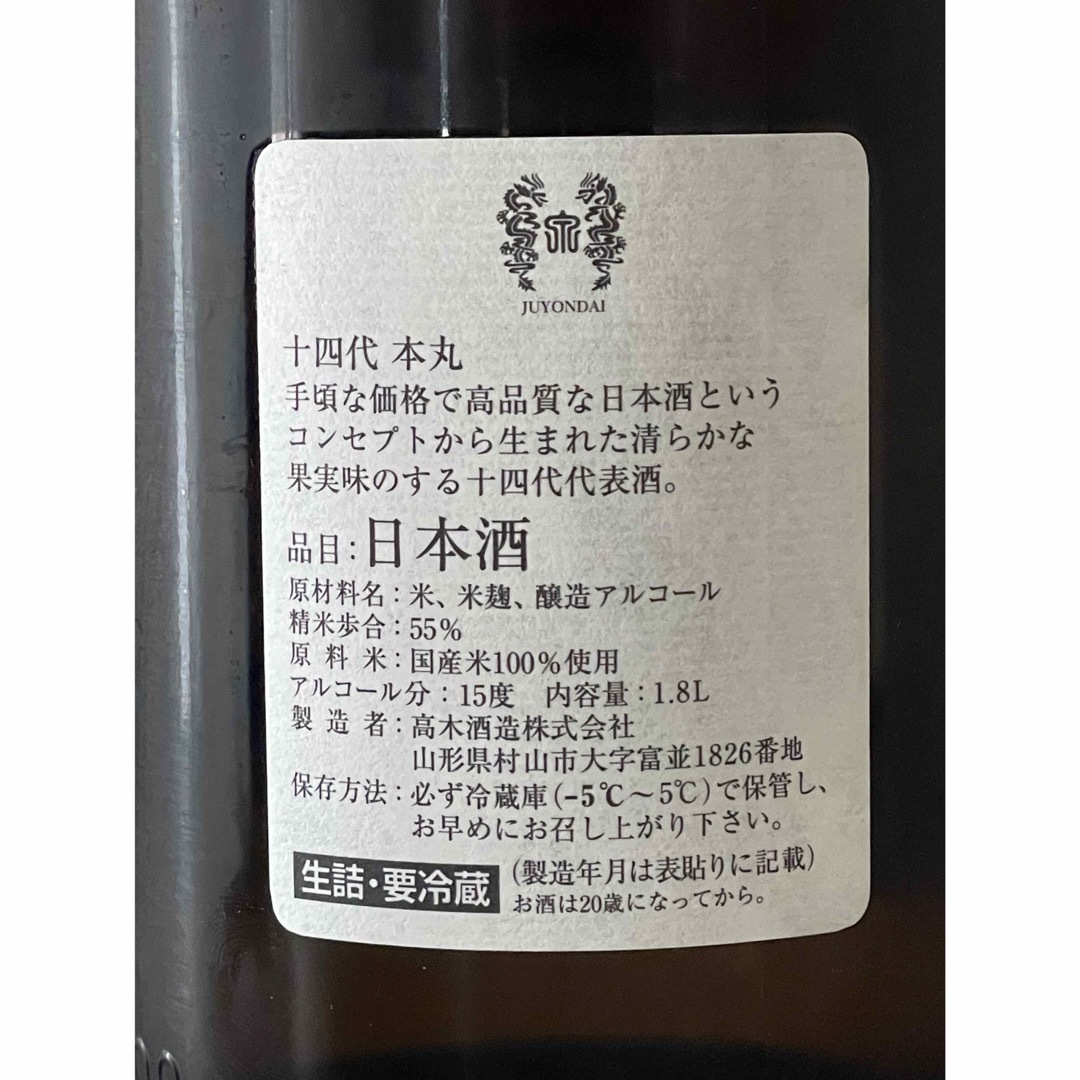 JUYONDAI
十四代 本丸
手頃な価格で高品質な日本酒という
コンセプトから生まれた清らかな
果実味のする十四代代表酒。
品目:日本酒
原材料名:米、米麹、醸造アルコール
精米歩合:55%
原料米:国産米100%使用
アルコール分:15度 内容量:1.8L
製造者:高木酒造株式会社
山形県村山市大字富並1826番地
保存方法:必ず冷蔵庫(-5℃~5℃)で保管し、
お早めにお召し上がり下さい。
生詰・要冷蔵 (製造年月は表貼りに記載)
お酒は20歳になってから。